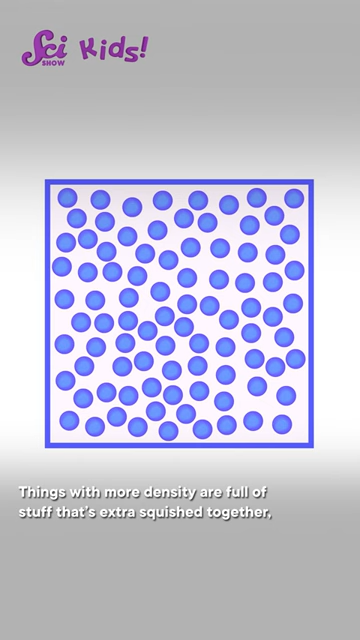 Sci Kids!
SHOW
Things with more density are full of
stuff that's extra squished together,